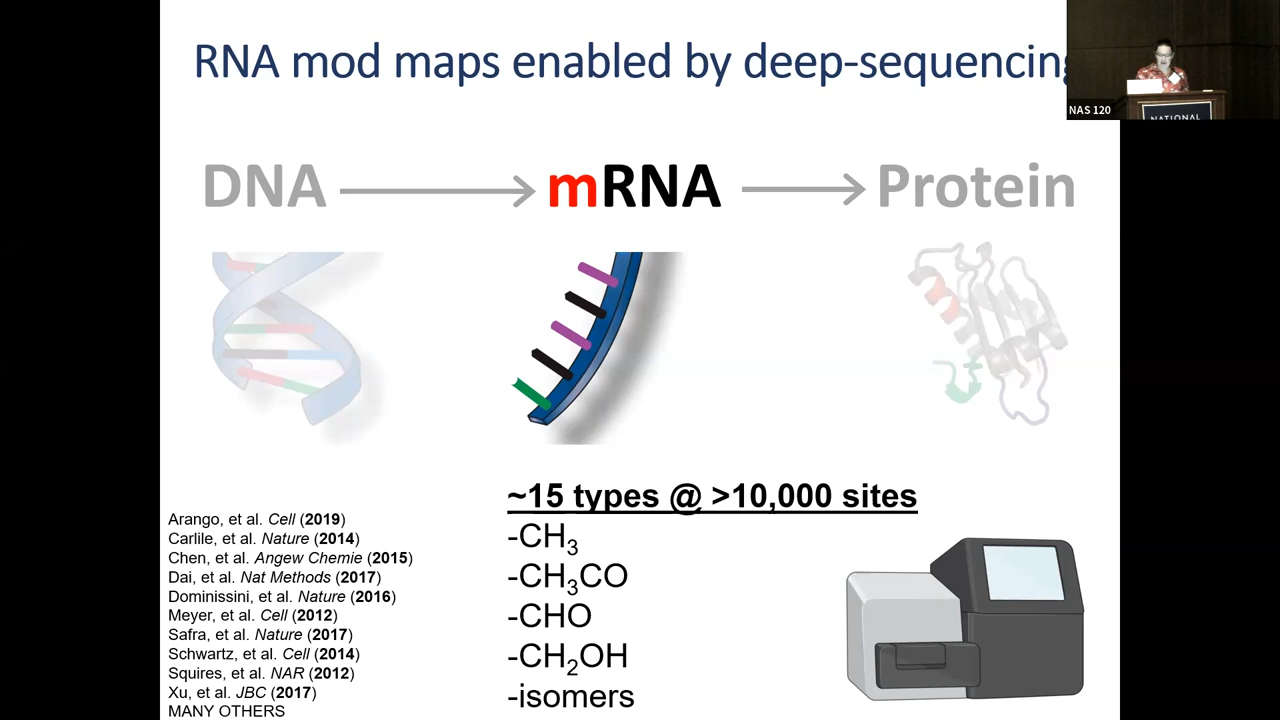 RNA mod maps enabled by deep-sequencing
NAS 120
NATIONAL
DNA mRNA Protein
~15 types @ >10,000 sites
-CH₃
-CH₃CO
-CHO
-CH₂OH
-isomers
Arango, et al. Cell (2019)
Carlile, et al. Nature (2014)
Chen, et al. Angew Chemie (2015)
Dai, et al. Nat Methods (2017)
Dominissini, et al. Nature (2016)
Meyer, et al. Cell (2012)
Safra, et al. Nature (2017)
Schwartz, et al. Cell (2014)
Squires, et al. NAR (2012)
Xu, et al. JBC (2017)
MANY OTHERS